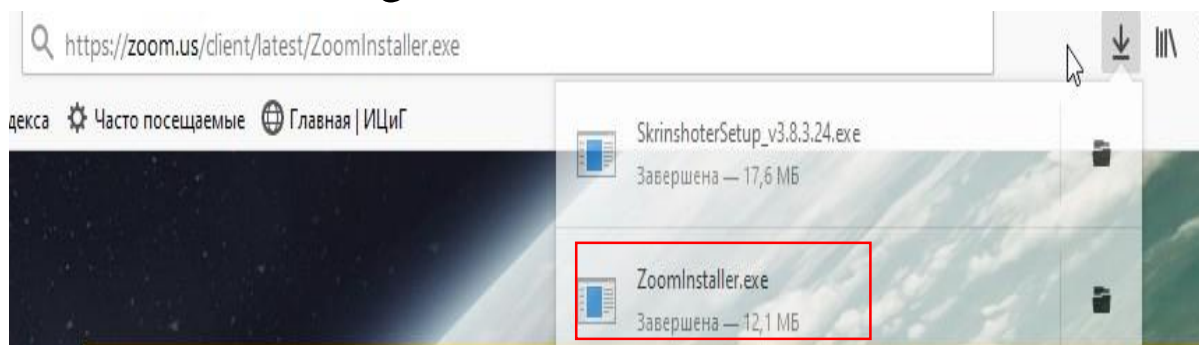 https://zoom.us/client/latest/ZoomInstaller.exe
декса Часто посещаемые Главная | ИЦиГ
SkrinshoterSetup_v3.8.3.24.exe
Завершена — 17,6 МБ
ZoomInstaller.exe
Завершена — 12,1 МБ